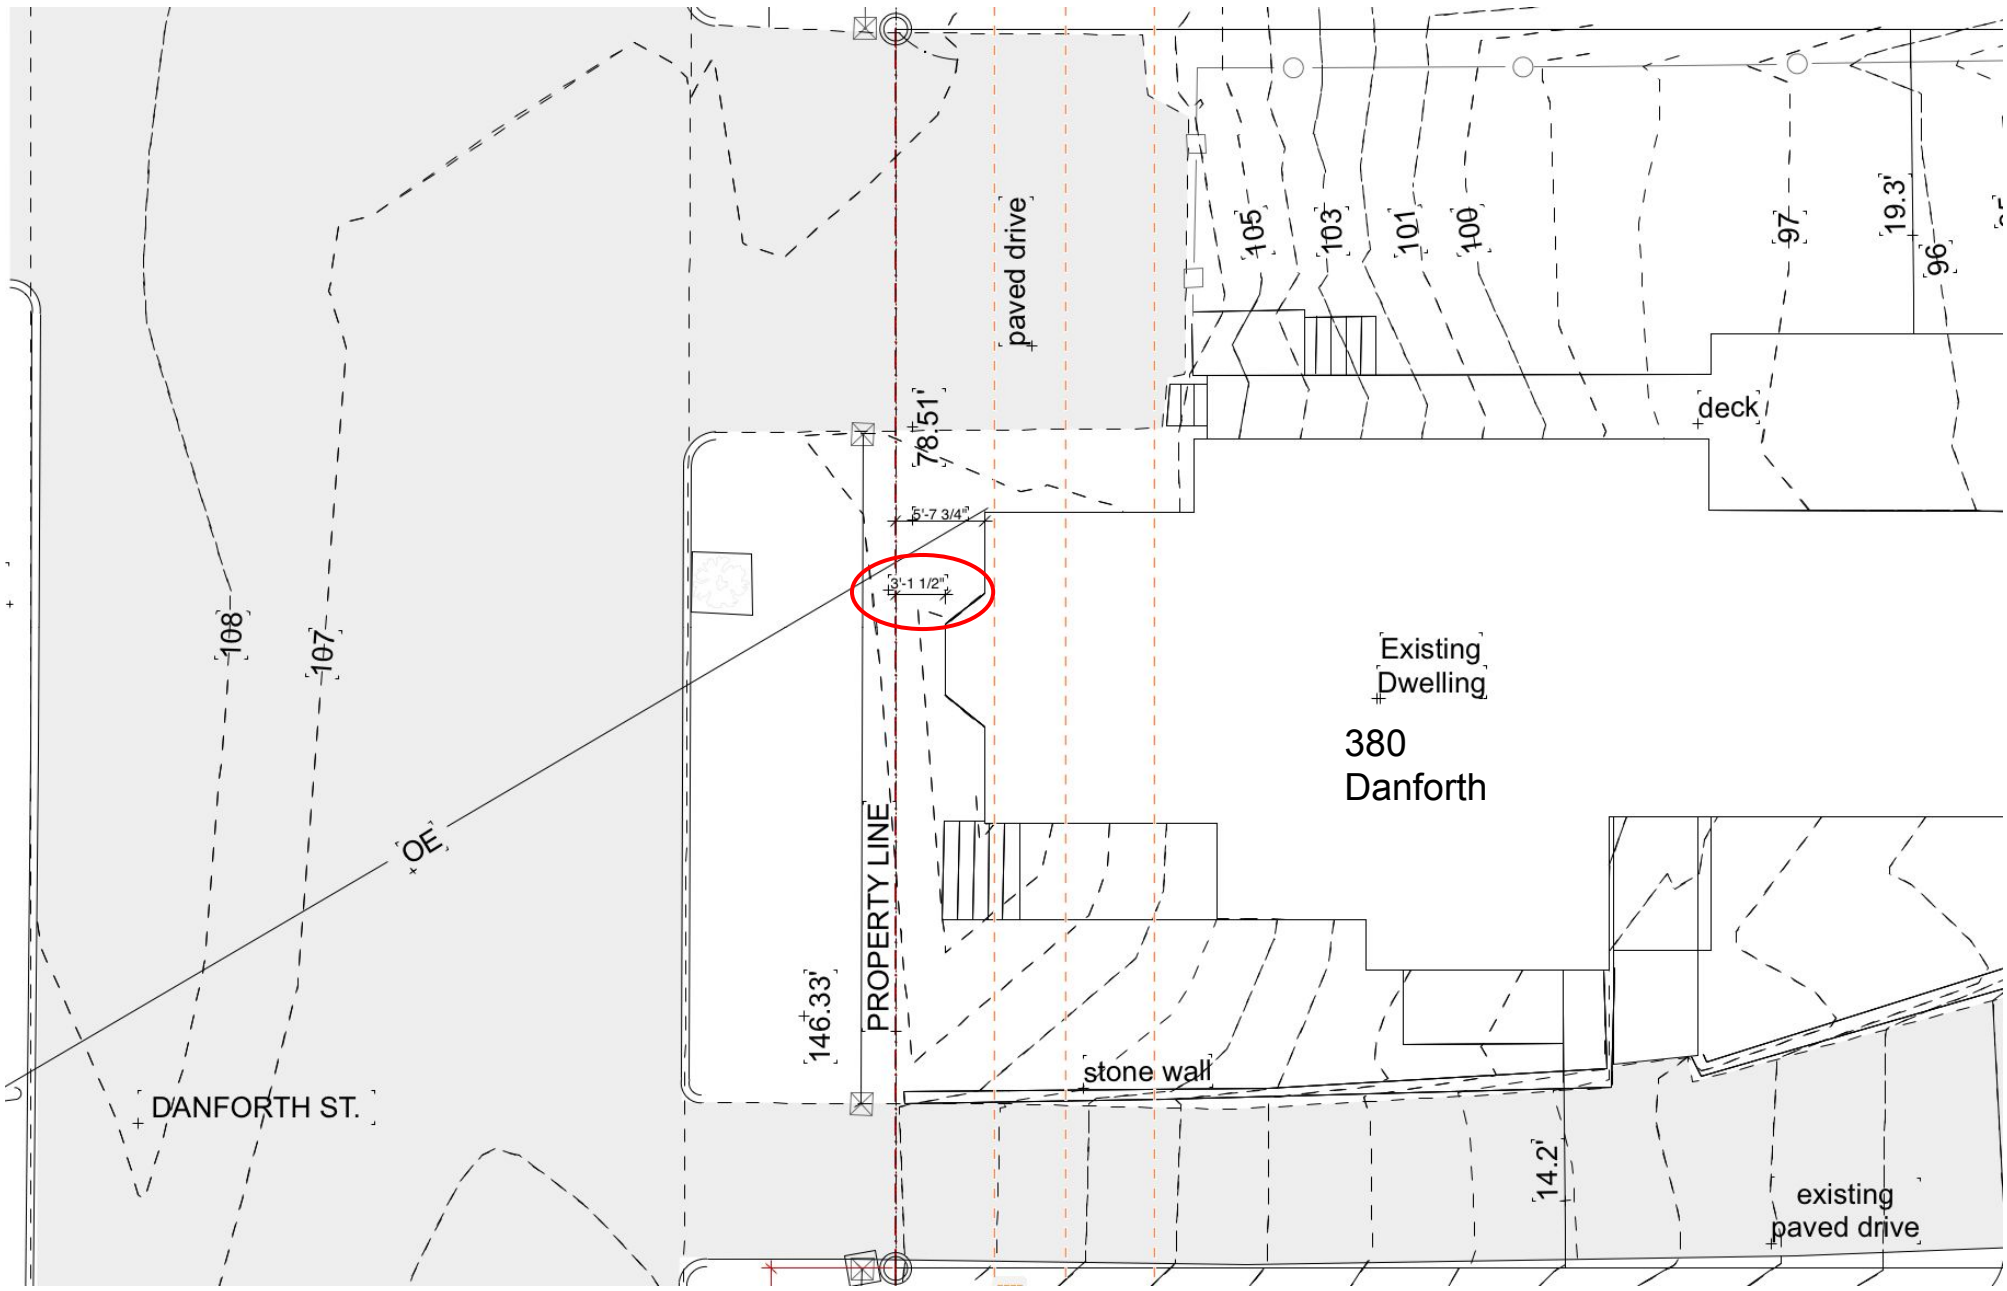 paved drive
105
103
101
100
97
19.3'
96
78.51'
deck
5'-7 3/4"
3'-1 1/2"
108
107
Existing
Dwelling
380
Danforth
OE
PROPERTY LINE
146.33'
stone wall
DANFORTH ST.
14.2'
existing
paved drive